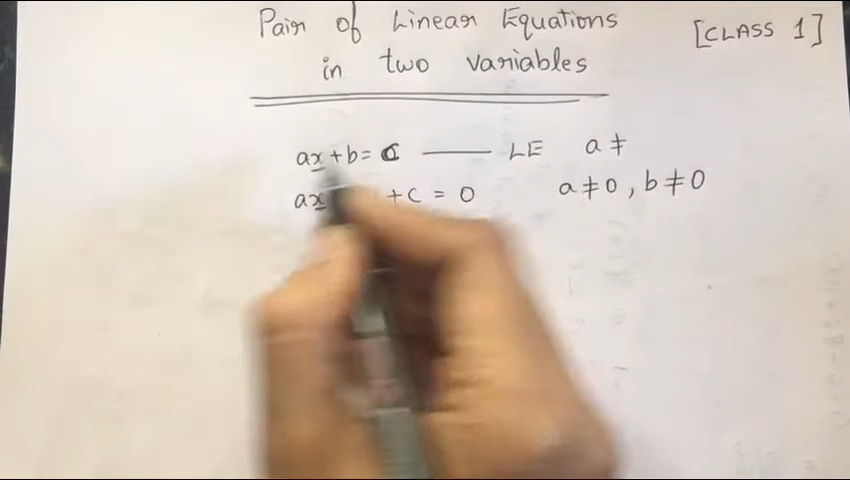 Pair of Linear Equations
[CLASS 1]
in two variables
ax + b = 0 —— LE a ≠
ax + c = 0 a ≠ 0, b ≠ 0